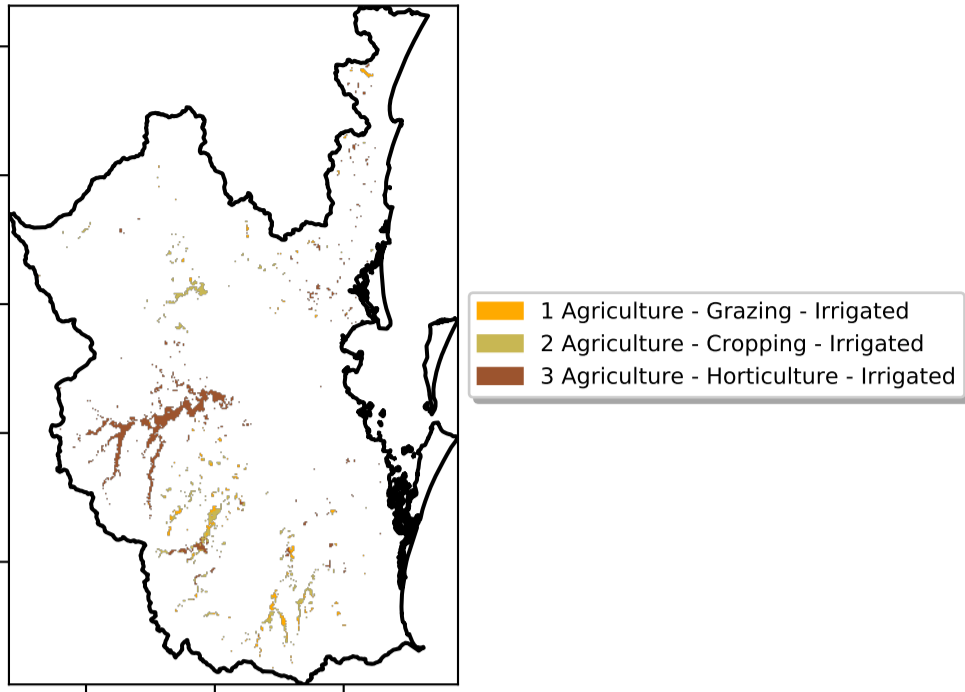 1 Agriculture - Grazing - Irrigated
2 Agriculture - Cropping - Irrigated
3 Agriculture - Horticulture - Irrigated